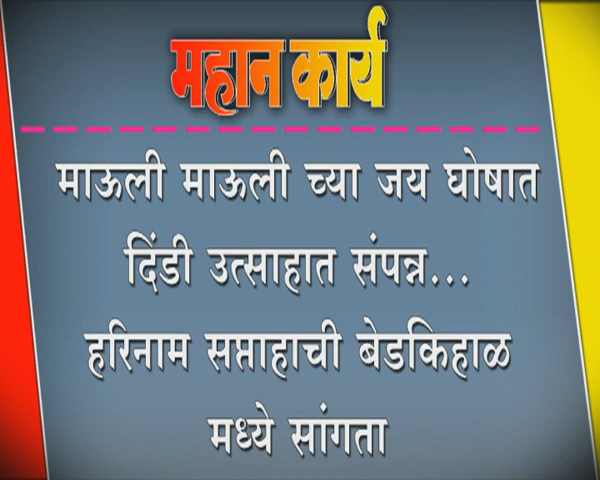 महान कार्य
माऊली माऊली च्या जय घोषात
दिंडी उत्साहात संपन्न...
हरिनाम सप्ताहाची बेडकिहाळ
मध्ये सांगता